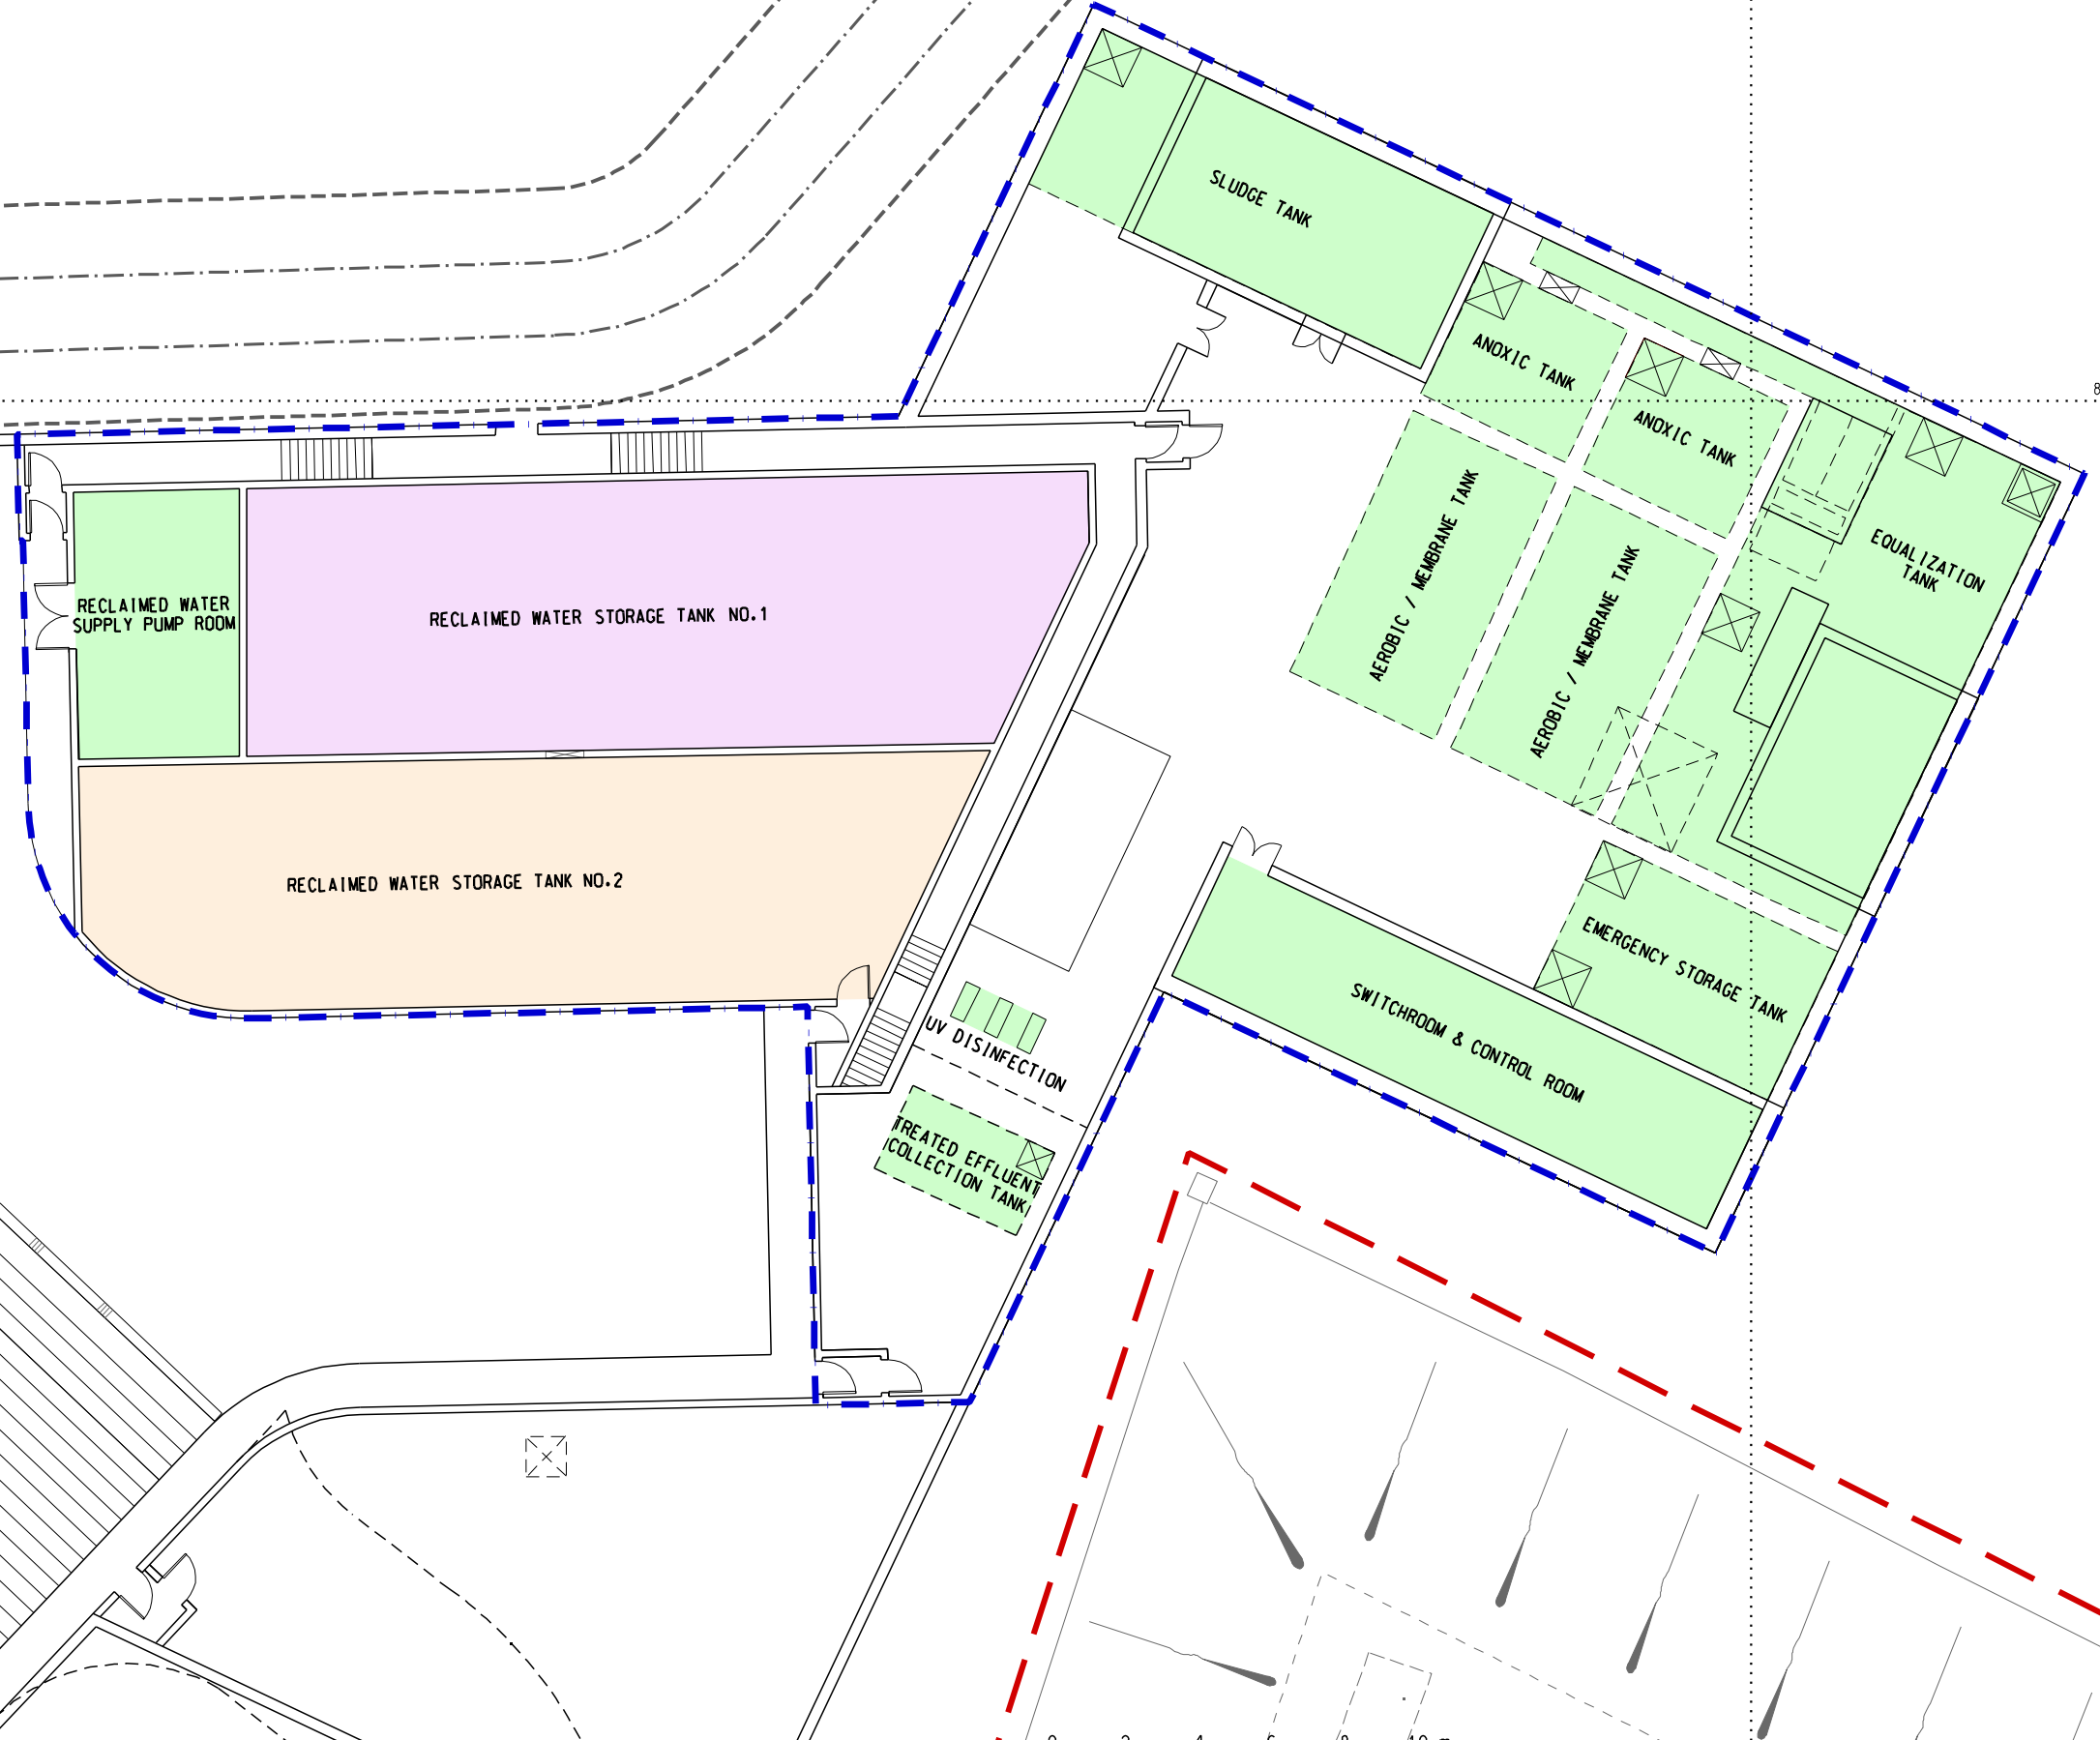 SLUDGE TANK
ANOXIC TANK
ANOXIC TANK
8
AEROBIC / MEMBRANE TANK
AEROBIC / MEMBRANE TANK
EQUALIZATION
TANK
RECLAIMED WATER
SUPPLY PUMP ROOM
RECLAIMED WATER STORAGE TANK NO.1
RECLAIMED WATER STORAGE TANK NO.2
EMERGENCY STORAGE TANK
SWITCHROOM & CONTROL ROOM
UV DISINFECTION
TREATED EFFLUENT
COLLECTION TANK